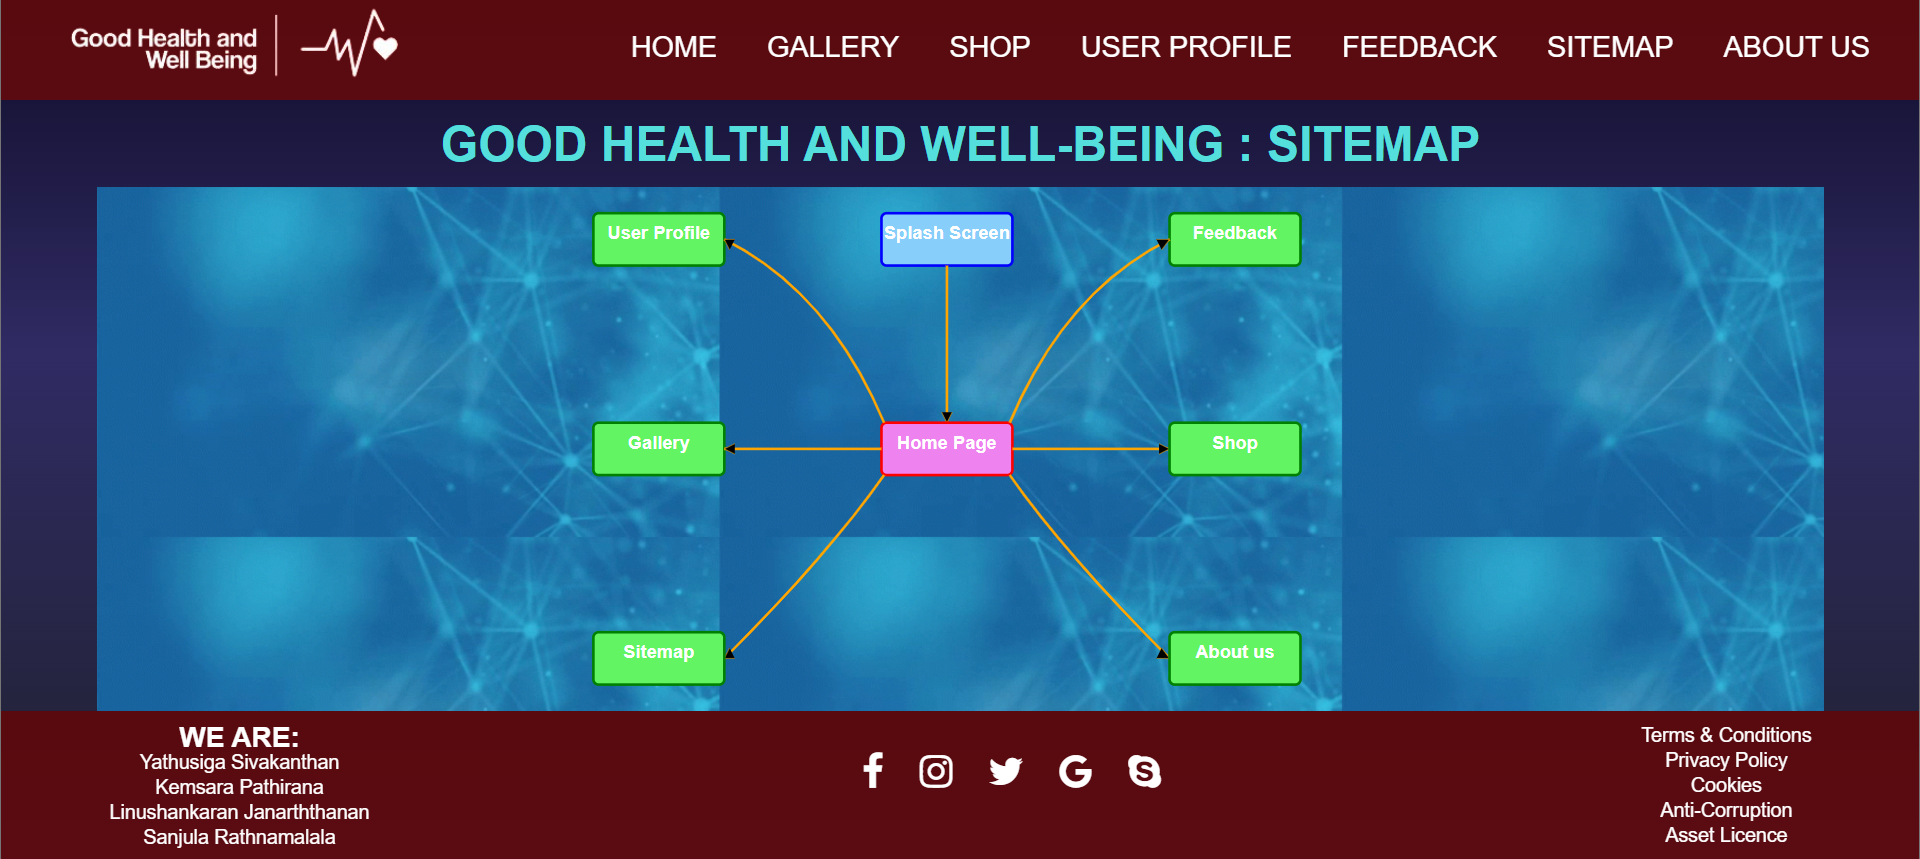 Good Health and
Well Being
HOME GALLERY SHOP USER PROFILE FEEDBACK SITEMAP ABOUT US
GOOD HEALTH AND WELL-BEING : SITEMAP
User Profile Splash Screen Feedback
Gallery Home Page Shop
Sitemap About us
WE ARE:
Yathusiga Sivakanthan
Kemsara Pathirana
Linushankaran Janarththanan
Sanjula Rathnamalala
Terms & Conditions
Privacy Policy
Cookies
Anti-Corruption
Asset Licence